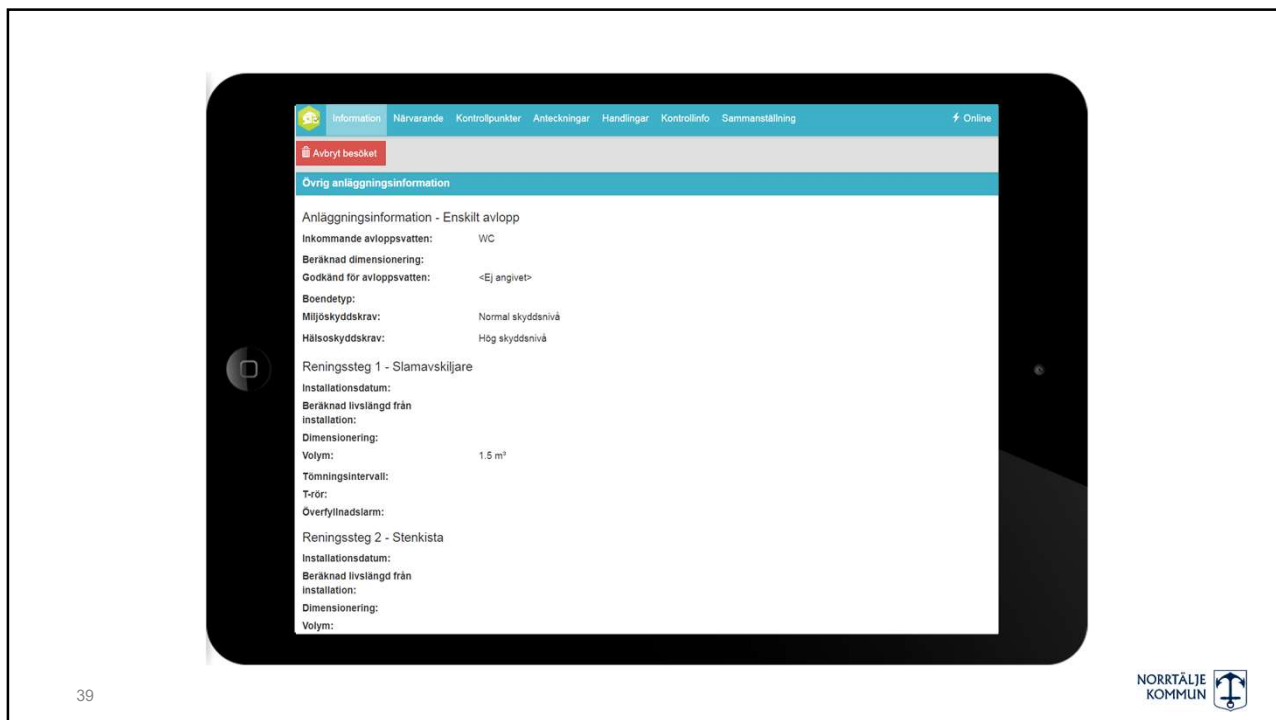 Information Närvarande Kontrollpunkter Anteckningar Handlingar Kontrollinfo Sammanställning Online
Avbryt besöket
Övrig anläggningsinformation
Anläggningsinformation - Enskilt avlopp
Inkommande avloppsvatten: WC
Beräknad dimensionering:
Godkänd för avloppsvatten: <Ej angivet>
Boendetyp:
Miljöskyddskrav: Normal skyddsnivå
Hälsoskyddskrav: Hög skyddsnivå
Reningssteg 1 - Slamavskiljare
Installationsdatum:
Beräknad livslängd från
installation:
Dimensionering:
Volym: 1.5 m³
Tömningsintervall:
T-rör:
Överfyllnadslarm:
Reningssteg 2 - Stenkista
Installationsdatum:
Beräknad livslängd från
installation:
Dimensionering:
Volym:
39
NORRTÄLJE
KOMMUN